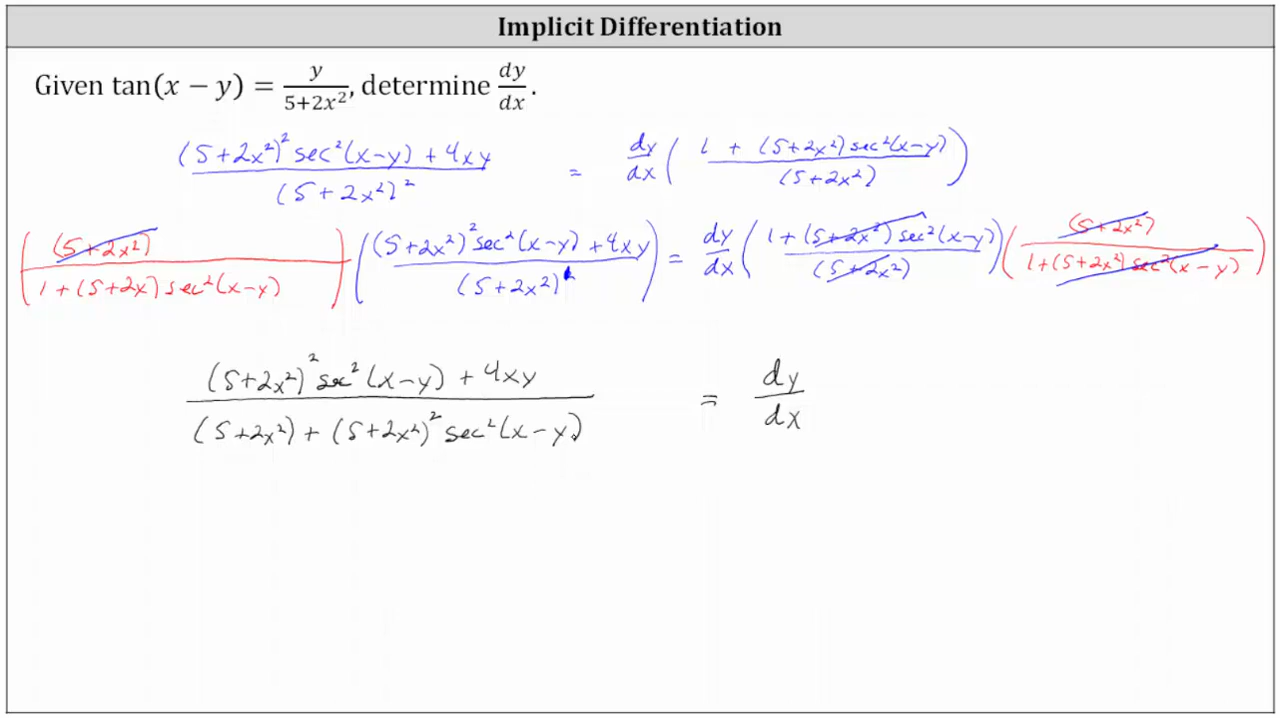 Implicit Differentiation
Given tan(x − y) = y/(5+2x²), determine dy/dx.
((5+2x²)² sec²(x−y) + 4xy)/((5+2x²)²) = dy/dx ((1 + (5+2x²) sec²(x−y))/((5+2x²)))
((5+2x²)/(1+(5+2x) sec²(x−y))) (((5+2x²)² sec²(x−y) + 4xy)/((5+2x²))) = dy/dx ((1+(5+2x²) sec²(x−y))/((5+2x²))) ((5+2x²)/(1+(5+2x²) sec²(x−y)))
((5+2x²)² sec²(x−y) + 4xy)/((5+2x²) + (5+2x²)² sec²(x−y)) = dy/dx